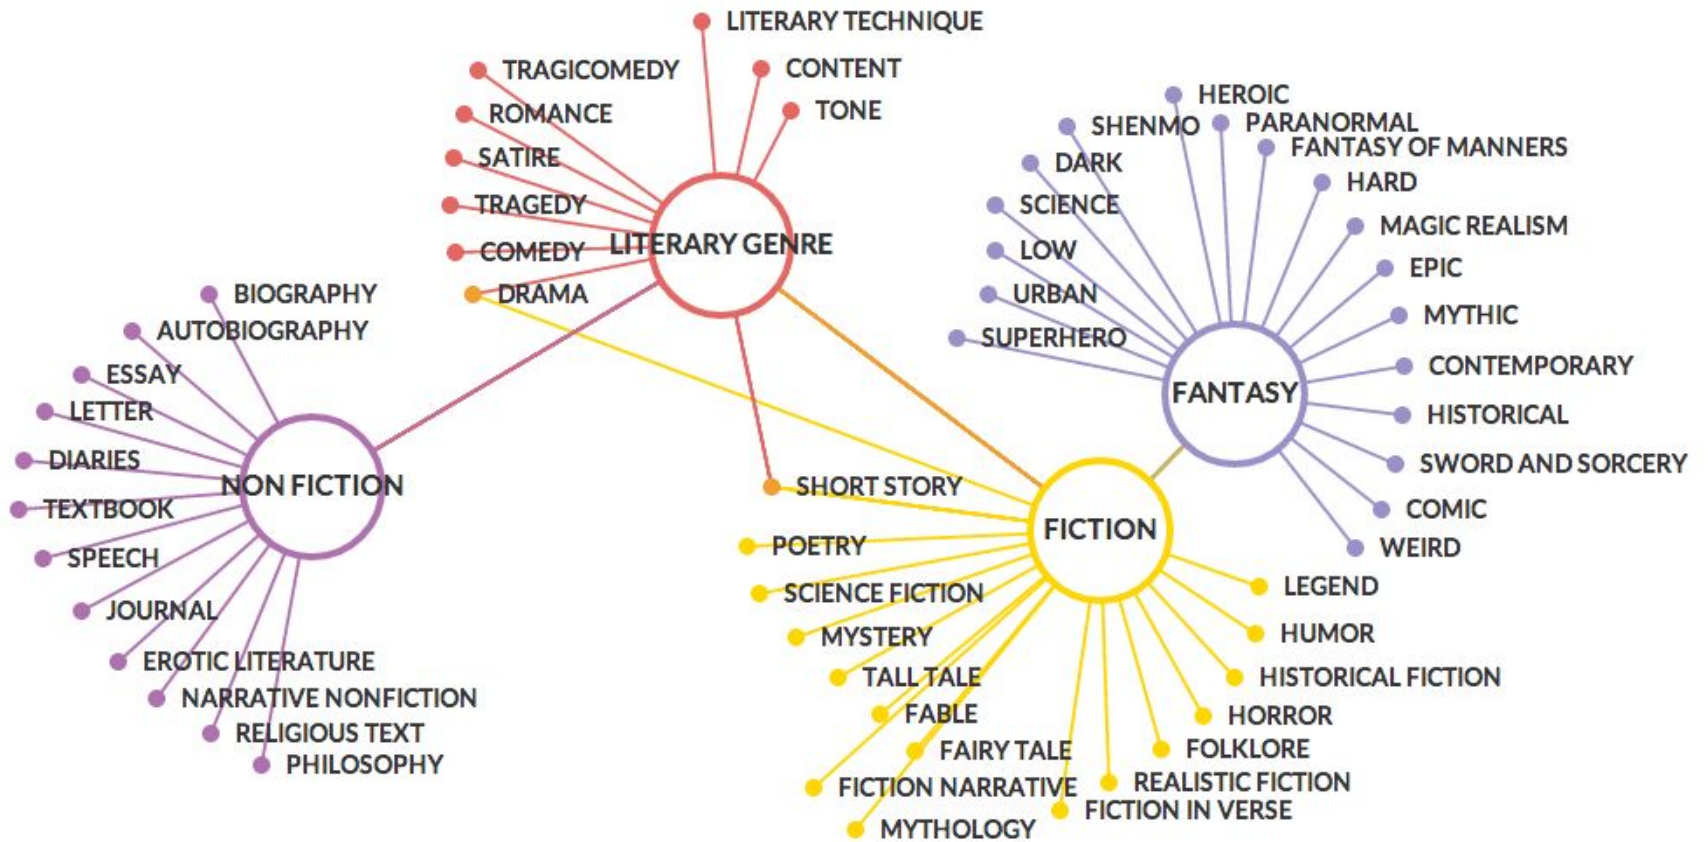 LITERARY TECHNIQUE
TRAGICOMEDY
CONTENT
ROMANCE
TONE
SATIRE
TRAGEDY
COMEDY
LITERARY GENRE
DRAMA
HEROIC
SHENMO
PARANORMAL
FANTASY OF MANNERS
DARK
HARD
SCIENCE
MAGIC REALISM
LOW
EPIC
URBAN
MYTHIC
SUPERHERO
CONTEMPORARY
FANTASY
HISTORICAL
SWORD AND SORCERY
COMIC
WEIRD
BIOGRAPHY
AUTOBIOGRAPHY
ESSAY
LETTER
DIARIES
NON FICTION
TEXTBOOK
SPEECH
JOURNAL
EROTIC LITERATURE
NARRATIVE NONFICTION
RELIGIOUS TEXT
PHILOSOPHY
SHORT STORY
FICTION
POETRY
SCIENCE FICTION
LEGEND
MYSTERY
HUMOR
TALL TALE
HISTORICAL FICTION
FABLE
HORROR
FAIRY TALE
FOLKLORE
FICTION NARRATIVE
REALISTIC FICTION
FICTION IN VERSE
MYTHOLOGY